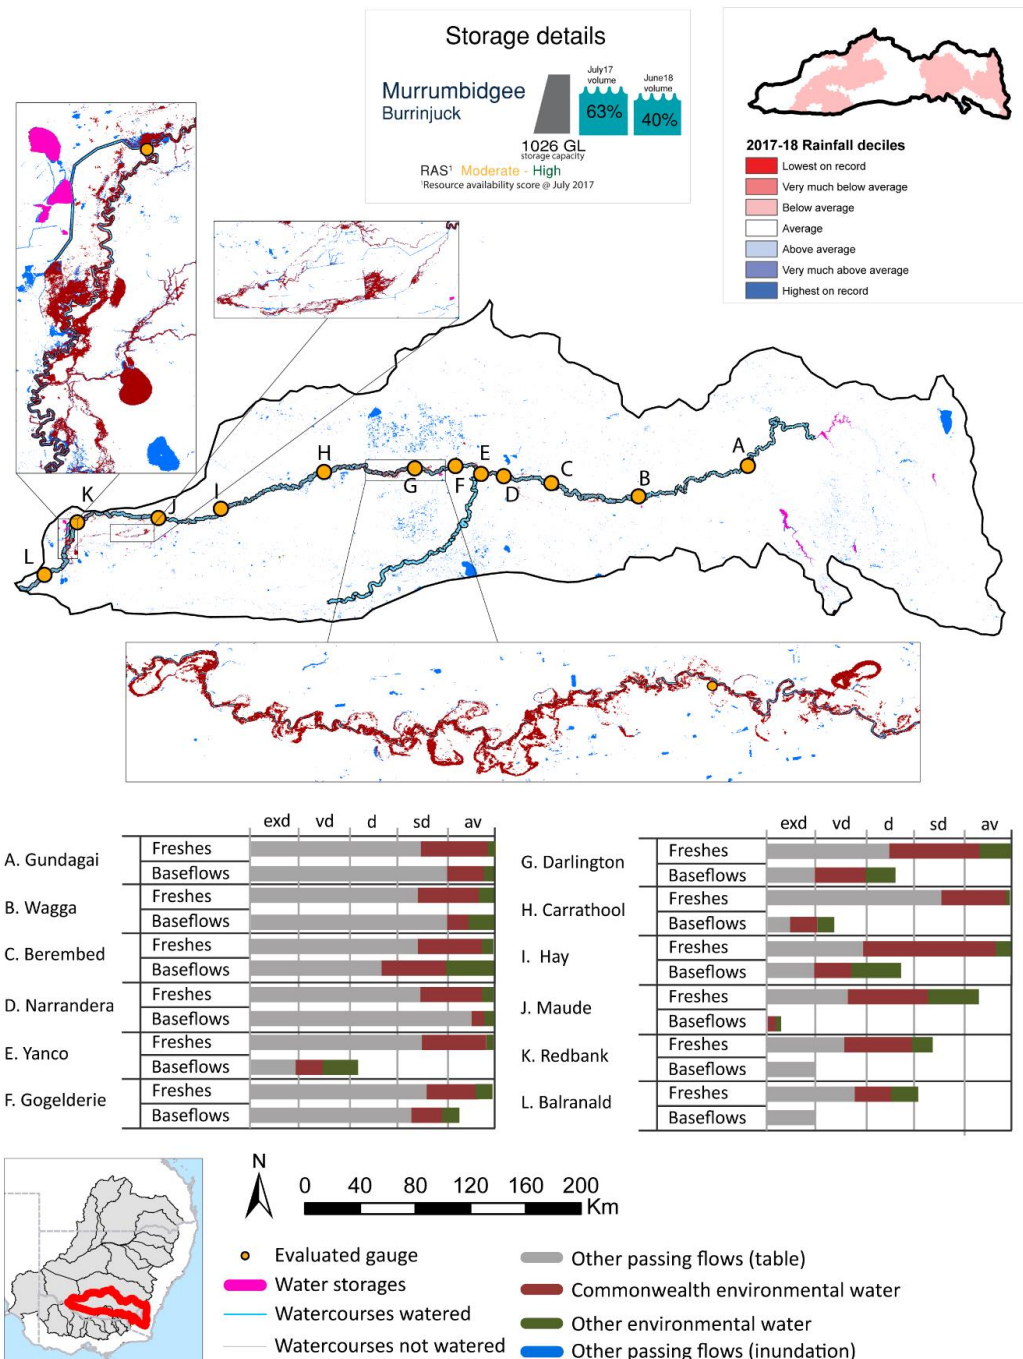 Storage details
Murrumbidgee
Burrinjuck
July17
volume
63%
June18
volume
40%
1026 GL
storage capacity
RAS¹ Moderate - High
¹Resource availability score @ July 2017
2017-18 Rainfall deciles
Lowest on record
Very much below average
Below average
Average
Above average
Very much above average
Highest on record
A
B
C
D
E
F
G
H
I
J
K
L
exd vd d sd av
A. Gundagai
Freshes
Baseflows
B. Wagga
Freshes
Baseflows
C. Berembed
Freshes
Baseflows
D. Narrandera
Freshes
Baseflows
E. Yanco
Freshes
Baseflows
F. Gogelderie
Freshes
Baseflows
exd vd d sd av
G. Darlington
Freshes
Baseflows
H. Carrathool
Freshes
Baseflows
I. Hay
Freshes
Baseflows
J. Maude
Freshes
Baseflows
K. Redbank
Freshes
Baseflows
L. Balranald
Freshes
Baseflows
N
0 40 80 120 160 200
Km
Evaluated gauge
Water storages
Watercourses watered
Watercourses not watered
Other passing flows (table)
Commonwealth environmental water
Other environmental water
Other passing flows (inundation)